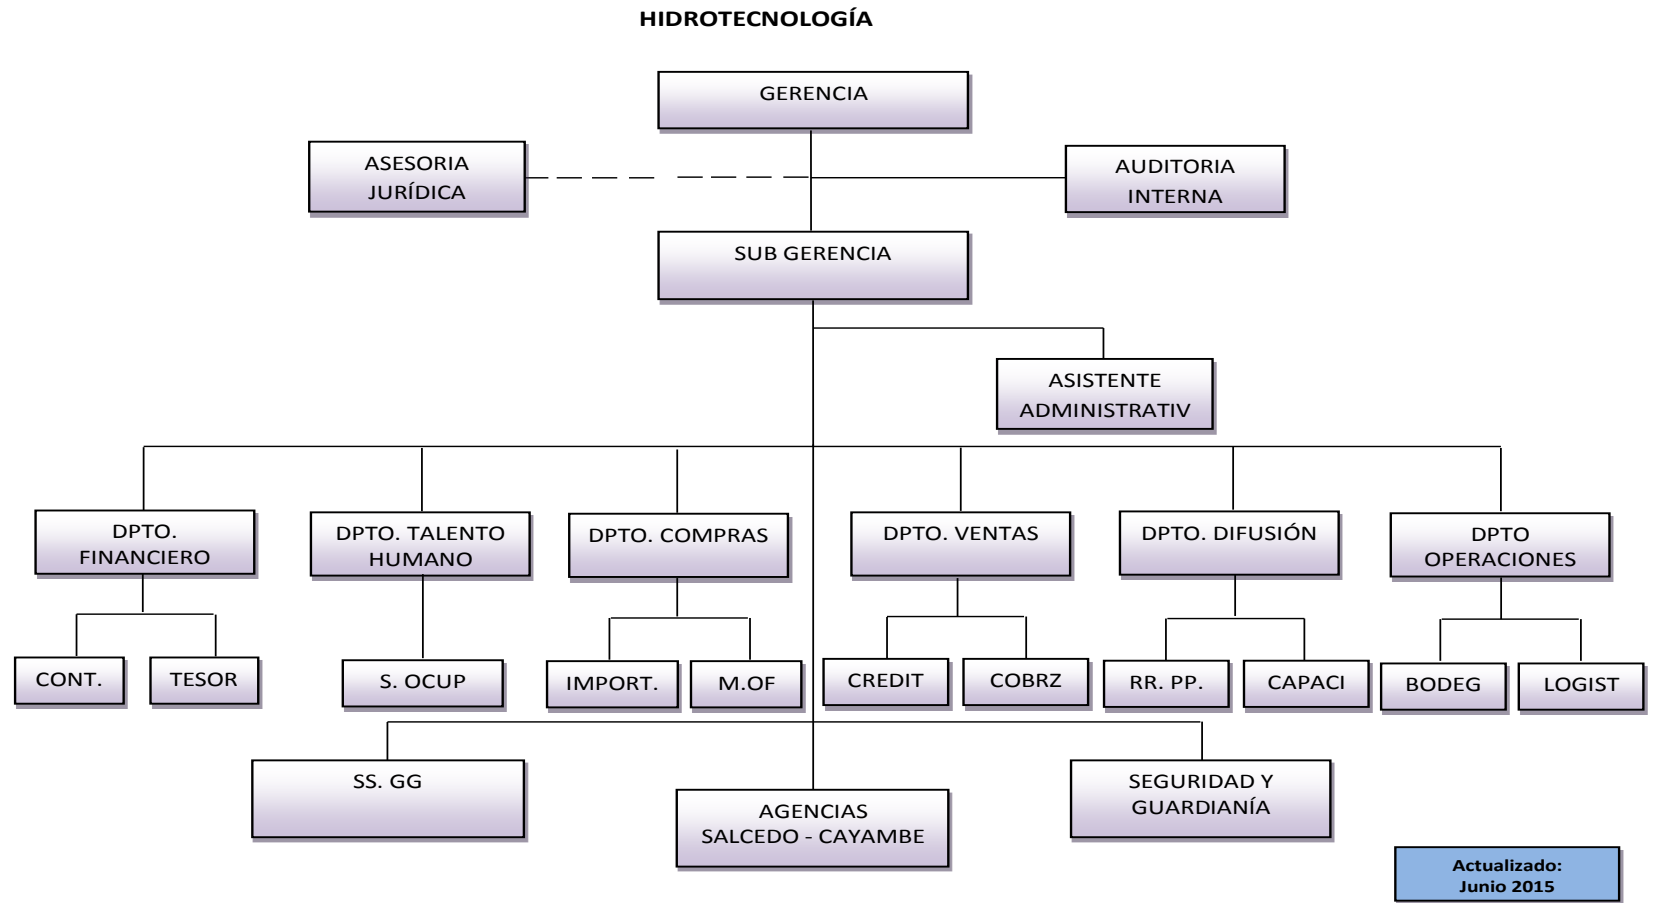 HIDROTECNOLOGÍA
GERENCIA
ASESORIA
JURÍDICA
AUDITORIA
INTERNA
SUB GERENCIA
ASISTENTE
ADMINISTRATIV
DPTO.
FINANCIERO
DPTO. TALENTO
HUMANO
DPTO. COMPRAS
DPTO. VENTAS
DPTO. DIFUSIÓN
DPTO
OPERACIONES
CONT.
TESOR
S. OCUP
IMPORT.
M.OF
CREDIT
COBRZ
RR. PP.
CAPACI
BODEG
LOGIST
SS. GG
AGENCIAS
SALCEDO - CAYAMBE
SEGURIDAD Y
GUARDIANÍA
Actualizado:
Junio 2015